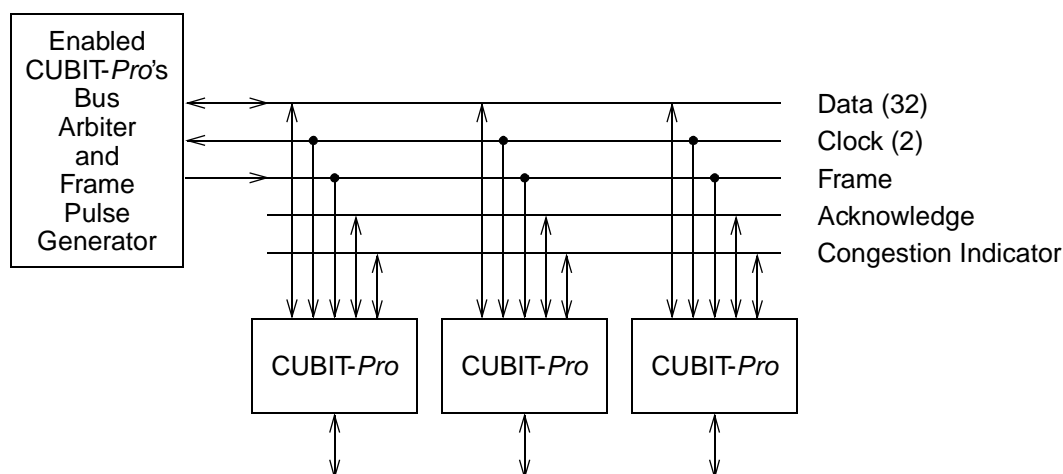 Enabled
CUBIT-Pro's
Bus
Arbiter
and
Frame
Pulse
Generator
Data (32)
Clock (2)
Frame
Acknowledge
Congestion Indicator
CUBIT-Pro
CUBIT-Pro
CUBIT-Pro